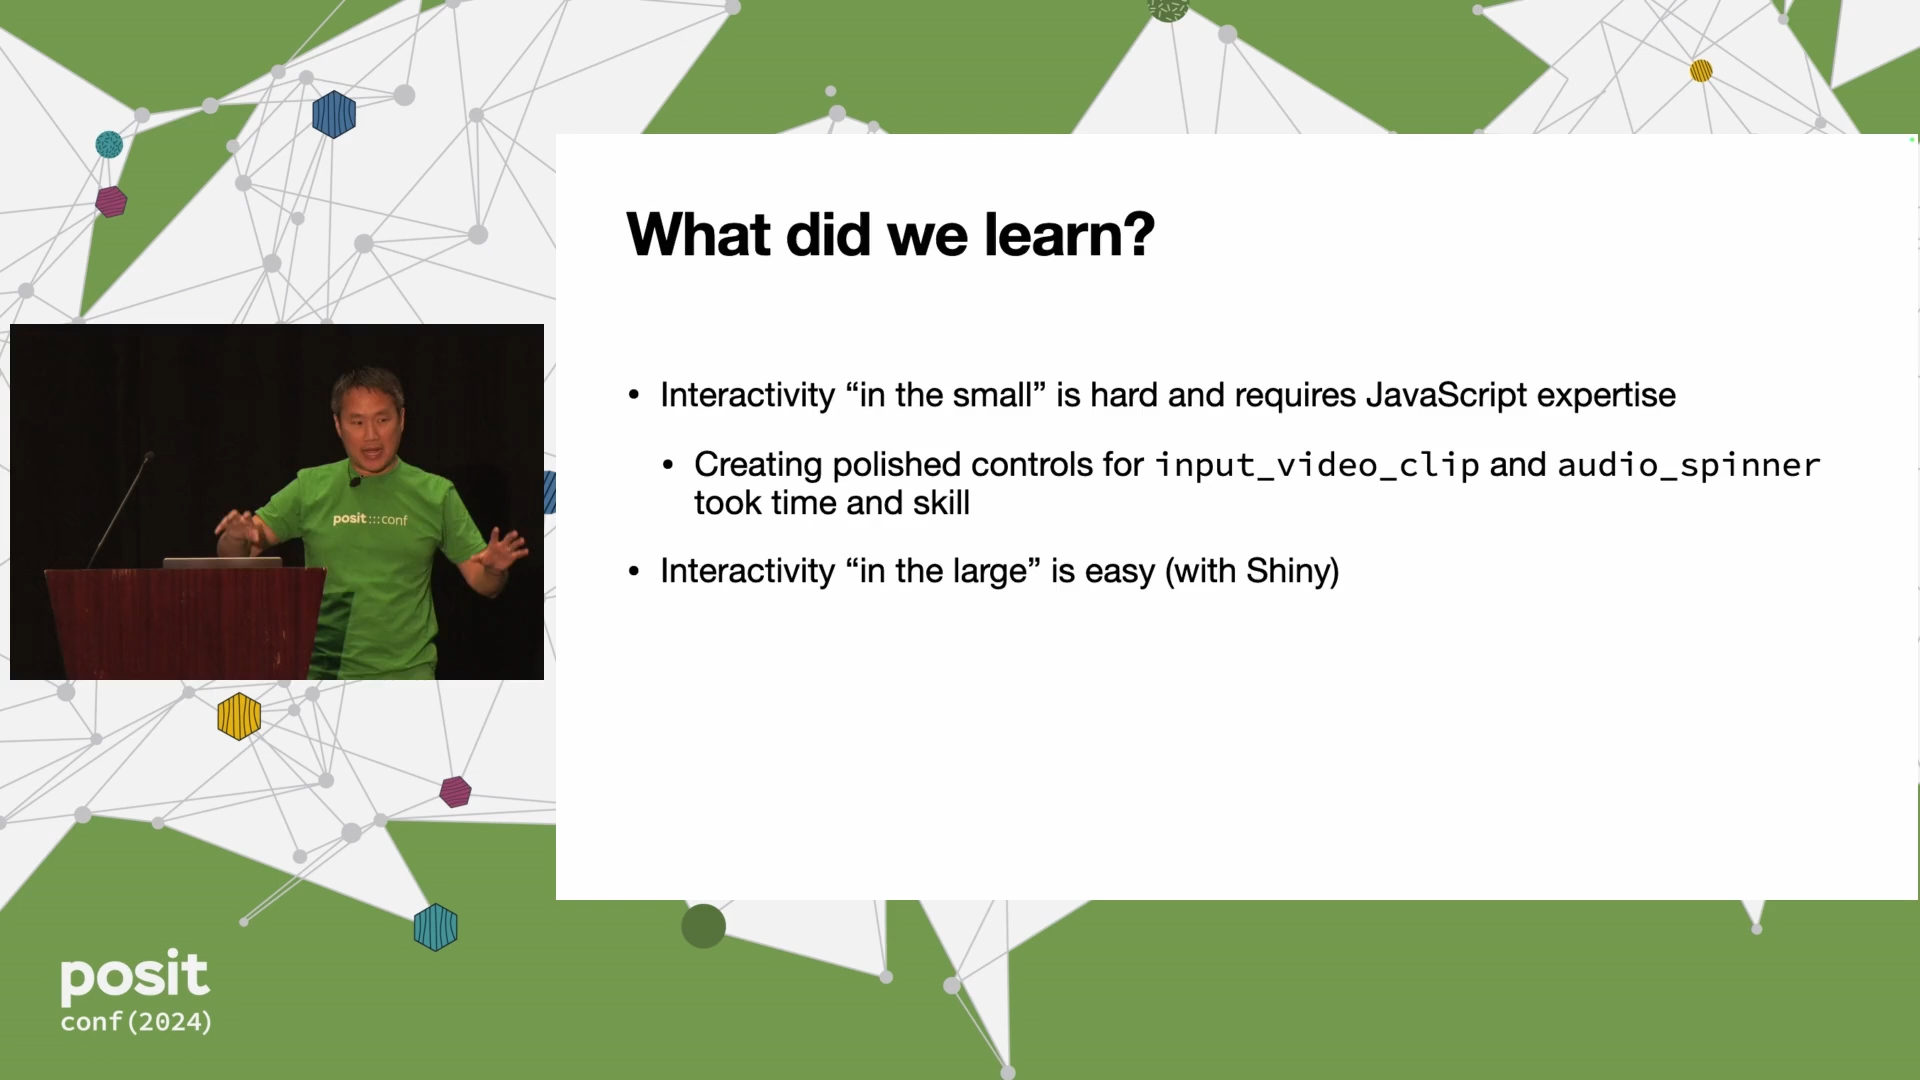 What did we learn?
• Interactivity “in the small” is hard and requires JavaScript expertise
• Creating polished controls for input_video_clip and audio_spinner
took time and skill
• Interactivity “in the large” is easy (with Shiny)
posit:::conf
posit
conf(2024)